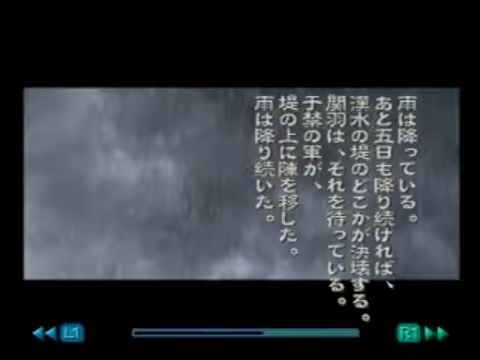 雨は降っている。
あと五日も降り続ければ、
漢水の堤のどこかが決壊する。
関羽は、それを待っている。
于禁の軍が、
堤の上に陣を移した。
雨は降り続いた。
L1
R1